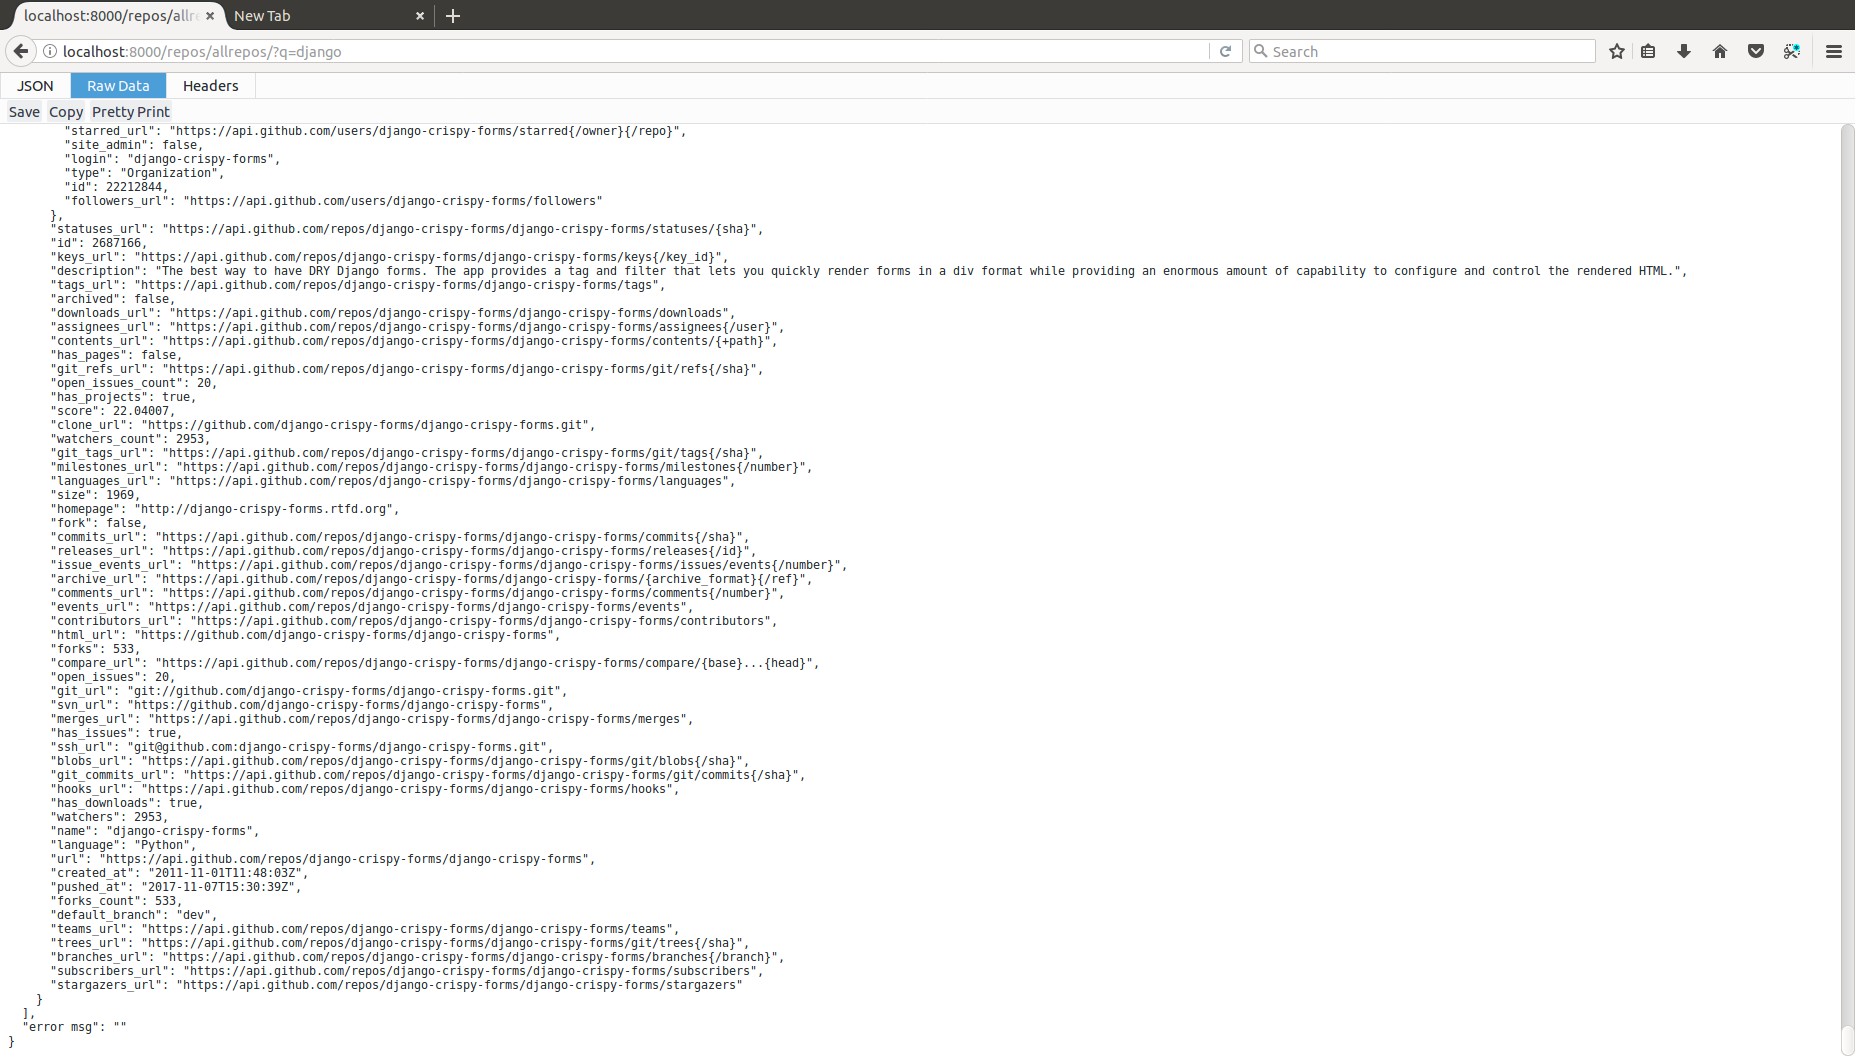 localhost:8000/repos/allre
New Tab
localhost:8000/repos/allrepos/?q=django
Search
JSON
Raw Data
Headers
Save
Copy
Pretty Print
"starred_url": "https://api.github.com/users/django-crispy-forms/starred{/owner}{/repo}",
"site_admin": false,
"login": "django-crispy-forms",
"type": "Organization",
"id": 22212844,
"followers_url": "https://api.github.com/users/django-crispy-forms/followers"
},
"statuses_url": "https://api.github.com/repos/django-crispy-forms/django-crispy-forms/statuses/{sha}",
"id": 2687166,
"keys_url": "https://api.github.com/repos/django-crispy-forms/django-crispy-forms/keys{/key_id}",
"description": "The best way to have DRY Django forms. The app provides a tag and filter that lets you quickly render forms in a div format while providing an enormous amount of capability to configure and control the rendered HTML.",
"tags_url": "https://api.github.com/repos/django-crispy-forms/django-crispy-forms/tags",
"archived": false,
"downloads_url": "https://api.github.com/repos/django-crispy-forms/django-crispy-forms/downloads",
"assignees_url": "https://api.github.com/repos/django-crispy-forms/django-crispy-forms/assignees{/user}",
"contents_url": "https://api.github.com/repos/django-crispy-forms/django-crispy-forms/contents/{+path}",
"has_pages": false,
"git_refs_url": "https://api.github.com/repos/django-crispy-forms/django-crispy-forms/git/refs{/sha}",
"open_issues_count": 20,
"has_projects": true,
"score": 22.04007,
"clone_url": "https://github.com/django-crispy-forms/django-crispy-forms.git",
"watchers_count": 2953,
"git_tags_url": "https://api.github.com/repos/django-crispy-forms/django-crispy-forms/git/tags{/sha}",
"milestones_url": "https://api.github.com/repos/django-crispy-forms/django-crispy-forms/milestones{/number}",
"languages_url": "https://api.github.com/repos/django-crispy-forms/django-crispy-forms/languages",
"size": 1969,
"homepage": "http://django-crispy-forms.rtfd.org",
"fork": false,
"commits_url": "https://api.github.com/repos/django-crispy-forms/django-crispy-forms/commits{/sha}",
"releases_url": "https://api.github.com/repos/django-crispy-forms/django-crispy-forms/releases{/id}",
"issue_events_url": "https://api.github.com/repos/django-crispy-forms/django-crispy-forms/issues/events{/number}",
"archive_url": "https://api.github.com/repos/django-crispy-forms/django-crispy-forms/{archive_format}{/ref}",
"comments_url": "https://api.github.com/repos/django-crispy-forms/django-crispy-forms/comments{/number}",
"events_url": "https://api.github.com/repos/django-crispy-forms/django-crispy-forms/events",
"contributors_url": "https://api.github.com/repos/django-crispy-forms/django-crispy-forms/contributors",
"html_url": "https://github.com/django-crispy-forms/django-crispy-forms",
"forks": 533,
"compare_url": "https://api.github.com/repos/django-crispy-forms/django-crispy-forms/compare/{base}...{head}",
"open_issues": 20,
"git_url": "git://github.com/django-crispy-forms/django-crispy-forms.git",
"svn_url": "https://github.com/django-crispy-forms/django-crispy-forms",
"merges_url": "https://api.github.com/repos/django-crispy-forms/django-crispy-forms/merges",
"has_issues": true,
"ssh_url": "git@github.com:django-crispy-forms/django-crispy-forms.git",
"blobs_url": "https://api.github.com/repos/django-crispy-forms/django-crispy-forms/git/blobs{/sha}",
"git_commits_url": "https://api.github.com/repos/django-crispy-forms/django-crispy-forms/git/commits{/sha}",
"hooks_url": "https://api.github.com/repos/django-crispy-forms/django-crispy-forms/hooks",
"has_downloads": true,
"watchers": 2953,
"name": "django-crispy-forms",
"language": "Python",
"url": "https://api.github.com/repos/django-crispy-forms/django-crispy-forms",
"created_at": "2011-11-01T11:48:03Z",
"pushed_at": "2017-11-07T15:30:39Z",
"forks_count": 533,
"default_branch": "dev",
"teams_url": "https://api.github.com/repos/django-crispy-forms/django-crispy-forms/teams",
"trees_url": "https://api.github.com/repos/django-crispy-forms/django-crispy-forms/git/trees{/sha}",
"branches_url": "https://api.github.com/repos/django-crispy-forms/django-crispy-forms/branches{/branch}",
"subscribers_url": "https://api.github.com/repos/django-crispy-forms/django-crispy-forms/subscribers",
"stargazers_url": "https://api.github.com/repos/django-crispy-forms/django-crispy-forms/stargazers"
}
],
"error msg": ""
}